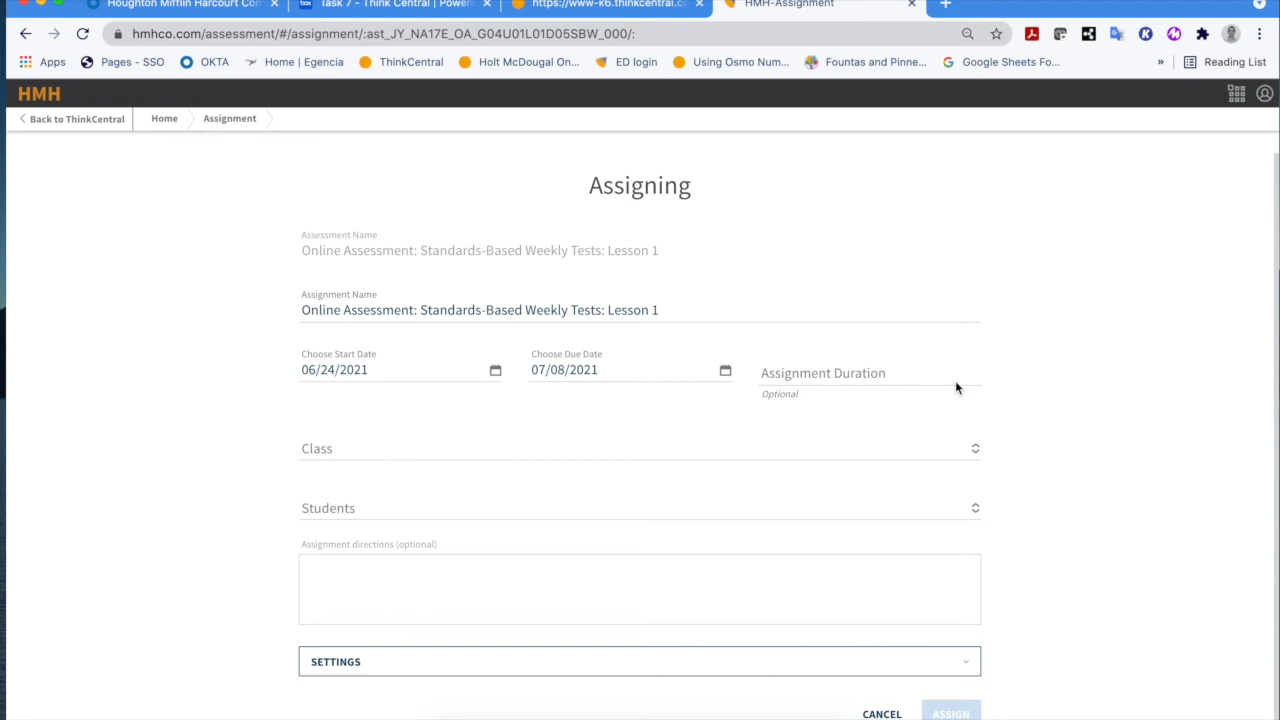 Houghton Mifflin Harcourt Com
Task 7 - Think Central | Powere
https://www-k6.thinkcentral.co
HMH-Assignment
hmhco.com/assessment/#/assignment/:ast_JY_NA17E_OA_G04U01L01D05SBW_000/:
Apps
Pages - SSO
OKTA
Home | Egencia
ThinkCentral
Holt McDougal On...
ED login
Using Osmo Num...
Fountas and Pinne...
Google Sheets Fo...
»
Reading List
HMH
Back to ThinkCentral
Home
Assignment
Assigning
Assessment Name
Online Assessment: Standards-Based Weekly Tests: Lesson 1
Assignment Name
Online Assessment: Standards-Based Weekly Tests: Lesson 1
Choose Start Date
Choose Due Date
06/24/2021
07/08/2021
Assignment Duration
Optional
Class
Students
Assignment directions (optional)
SETTINGS
CANCEL
ASSIGN